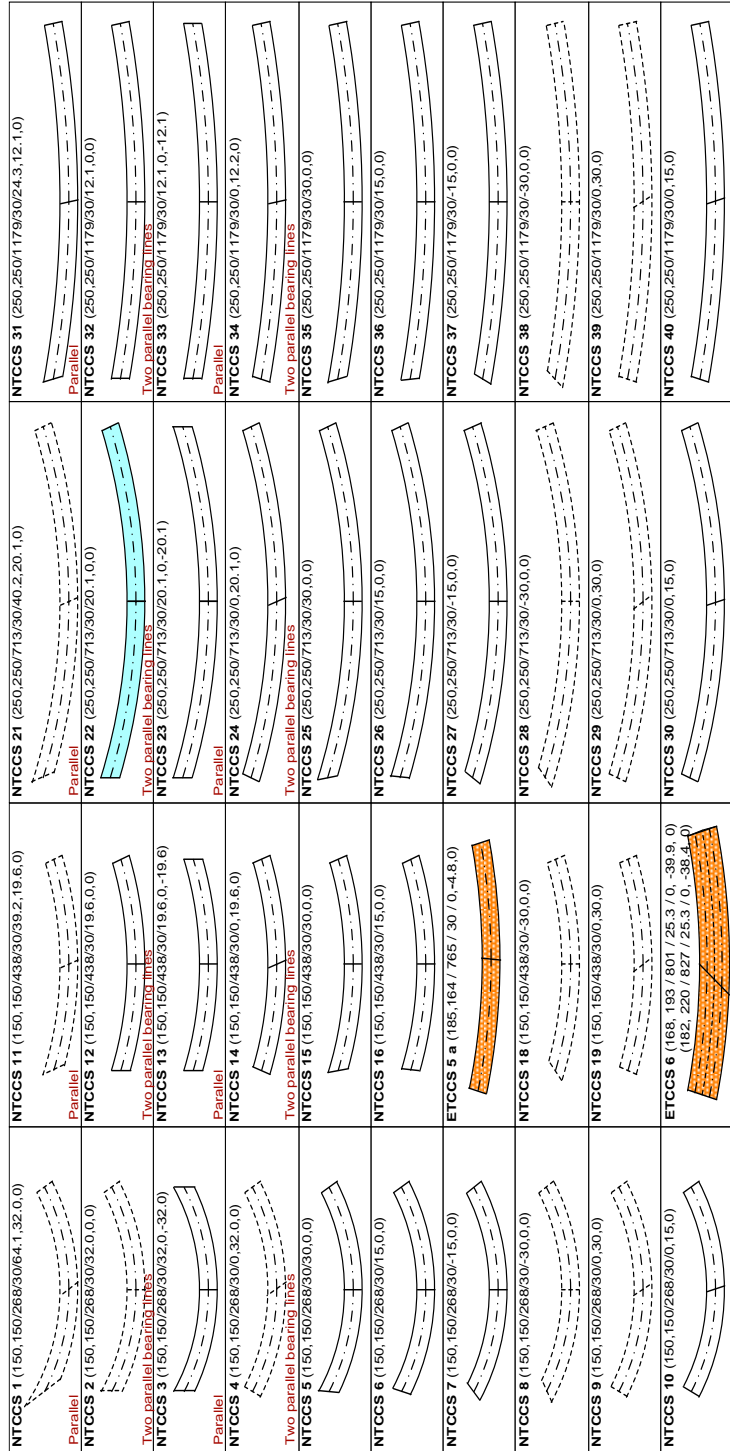 NTCCS 1 (150,150/268/30/64.1,32.0,0)
Parallel
NTCCS 2 (150,150/268/30/32.0,0,0)
Two parallel bearing lines
NTCCS 3 (150,150/268/30/32,0,-32.0)
Parallel
NTCCS 4 (150,150/268/30/0,32.0,0)
Two parallel bearing lines
NTCCS 5 (150,150/268/30/30,0,0)
NTCCS 6 (150,150/268/30/15,0,0)
NTCCS 7 (150,150/268/30/-15,0,0)
NTCCS 8 (150,150/268/30/-30,0,0)
NTCCS 9 (150,150/268/30/0,30,0)
NTCCS 10 (150,150/268/30/0,15,0)
NTCCS 11 (150,150/438/30/39.2,19.6,0)
Parallel
NTCCS 12 (150,150/438/30/19.6,0,0)
Two parallel bearing lines
NTCCS 13 (150,150/438/30/19.6,0,-19.6)
Parallel
NTCCS 14 (150,150/438/30/0,19.6,0)
Two parallel bearing lines
NTCCS 15 (150,150/438/30/30,0,0)
NTCCS 16 (150,150/438/30/15,0,0)
ETCCS 5 a (185,164 / 765 / 30 / 0,-4.8,0)
NTCCS 18 (150,150/438/30/-30,0,0)
NTCCS 19 (150,150/438/30/0,30,0)
ETCCS 6 (168, 193 / 801 / 25.3 / 0, -39.9, 0)
(182, 220 / 827 / 25.3 / 0, -38.4, 0)
NTCCS 21 (250,250/713/30/40.2,20.1,0)
Parallel
NTCCS 22 (250,250/713/30/20.1,0,0)
Two parallel bearing lines
NTCCS 23 (250,250/713/30/20.1,0,-20.1)
Parallel
NTCCS 24 (250,250/713/30/0,20.1,0)
Two parallel bearing lines
NTCCS 25 (250,250/713/30/30,0,0)
NTCCS 26 (250,250/713/30/15,0,0)
NTCCS 27 (250,250/713/30/-15,0,0)
NTCCS 28 (250,250/713/30/-30,0,0)
NTCCS 29 (250,250/713/30/0,30,0)
NTCCS 30 (250,250/713/30/0,15,0)
NTCCS 31 (250,250/1179/30/24.3,12.1,0)
Parallel
NTCCS 32 (250,250/1179/30/12.1,0,0)
Two parallel bearing lines
NTCCS 33 (250,250/1179/30/12.1,0,-12.1)
Parallel
NTCCS 34 (250,250/1179/30/0,12.2,0)
Two parallel bearing lines
NTCCS 35 (250,250/1179/30/30,0,0)
NTCCS 36 (250,250/1179/30/15,0,0)
NTCCS 37 (250,250/1179/30/-15,0,0)
NTCCS 38 (250,250/1179/30/-30,0,0)
NTCCS 39 (250,250/1179/30/0,30,0)
NTCCS 40 (250,250/1179/30/0,15,0)